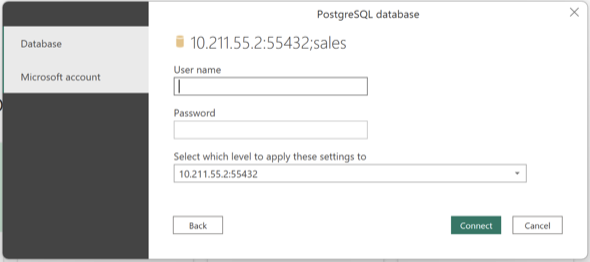 PostgreSQL database
Database
Microsoft account
10.211.55.2:55432;sales
User name
Password
Select which level to apply these settings to
10.211.55.2:55432
Back
Connect
Cancel